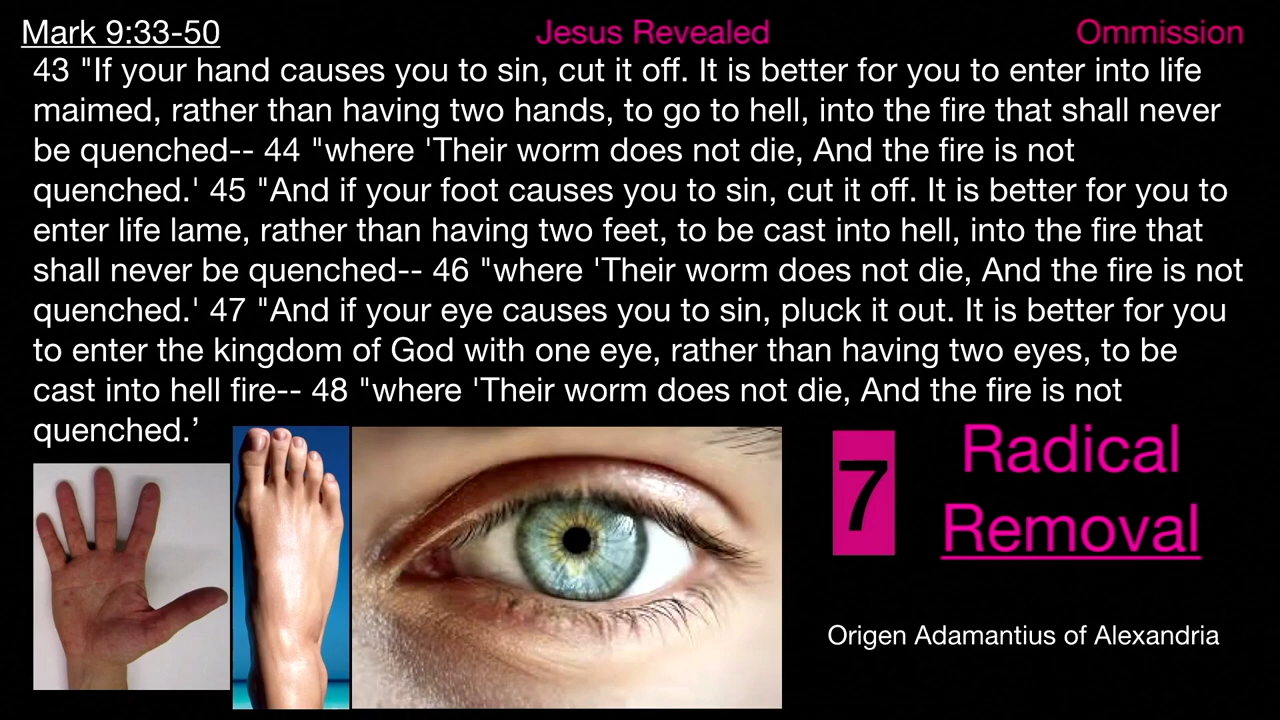 Mark 9:33-50 Jesus Revealed Ommission
43 "If your hand causes you to sin, cut it off. It is better for you to enter into life
maimed, rather than having two hands, to go to hell, into the fire that shall never
be quenched-- 44 "where 'Their worm does not die, And the fire is not
quenched.' 45 "And if your foot causes you to sin, cut it off. It is better for you to
enter life lame, rather than having two feet, to be cast into hell, into the fire that
shall never be quenched-- 46 "where 'Their worm does not die, And the fire is not
quenched.' 47 "And if your eye causes you to sin, pluck it out. It is better for you
to enter the kingdom of God with one eye, rather than having two eyes, to be
cast into hell fire-- 48 "where 'Their worm does not die, And the fire is not
quenched.’
7 Radical
Removal
Origen Adamantius of Alexandria